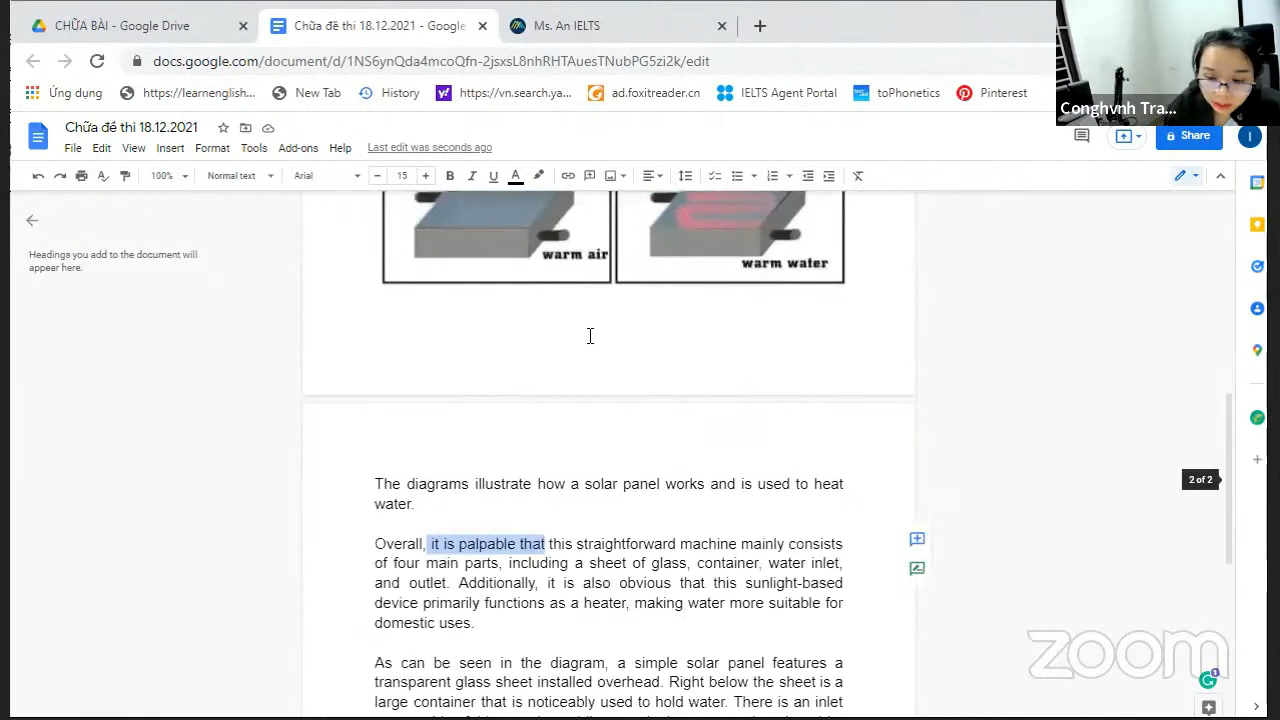 CHỮA BÀI - Google Drive
Chữa đề thi 18.12.2021 - Google
Ms. An IELTS
docs.google.com/document/d/1NS6ynQda4mcoQfn-2jsxsL8nhRHTAuesTNubPG5zi2k/edit
Ứng dụng https://learnenglish... New Tab History https://vn.search.ya... ad.foxitreader.cn IELTS Agent Portal toPhonetics Pinterest
Conghvnh Tra...
Chữa đề thi 18.12.2021
Share
I
File Edit View Insert Format Tools Add-ons Help Last edit was seconds ago
100% Normal text Arial 15 B I U A
Headings you add to the document will
appear here.
warm air
warm water
2 of 2
The diagrams illustrate how a solar panel works and is used to heat
water.
Overall, it is palpable that this straightforward machine mainly consists
of four main parts, including a sheet of glass, container, water inlet,
and outlet. Additionally, it is also obvious that this sunlight-based
device primarily functions as a heater, making water more suitable for
domestic uses.
As can be seen in the diagram, a simple solar panel features a
transparent glass sheet installed overhead. Right below the sheet is a
large container that is noticeably used to hold water. There is an inlet
zoom